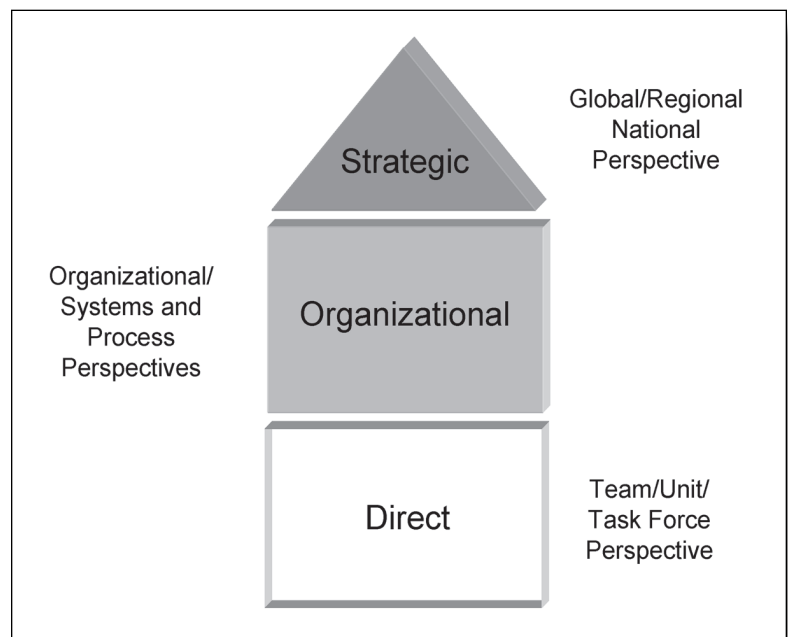 Strategic
Global/Regional
National
Perspective
Organizational/
Systems and
Process
Perspectives
Organizational
Direct
Team/Unit/
Task Force
Perspective